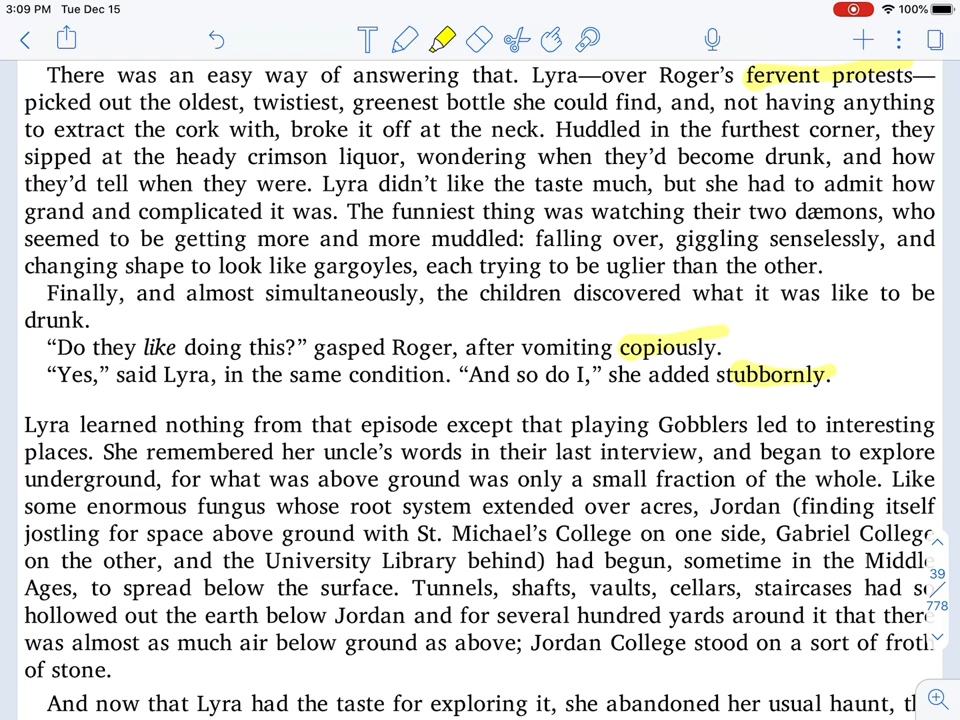 3:09 PM Tue Dec 15
100%
There was an easy way of answering that. Lyra—over Roger’s fervent protests—
picked out the oldest, twistiest, greenest bottle she could find, and, not having anything
to extract the cork with, broke it off at the neck. Huddled in the furthest corner, they
sipped at the heady crimson liquor, wondering when they’d become drunk, and how
they’d tell when they were. Lyra didn’t like the taste much, but she had to admit how
grand and complicated it was. The funniest thing was watching their two dæmons, who
seemed to be getting more and more muddled: falling over, giggling senselessly, and
changing shape to look like gargoyles, each trying to be uglier than the other.
Finally, and almost simultaneously, the children discovered what it was like to be
drunk.
“Do they like doing this?” gasped Roger, after vomiting copiously.
“Yes,” said Lyra, in the same condition. “And so do I,” she added stubbornly.
Lyra learned nothing from that episode except that playing Gobblers led to interesting
places. She remembered her uncle’s words in their last interview, and began to explore
underground, for what was above ground was only a small fraction of the whole. Like
some enormous fungus whose root system extended over acres, Jordan (finding itself
jostling for space above ground with St. Michael’s College on one side, Gabriel College
on the other, and the University Library behind) had begun, sometime in the Middle
Ages, to spread below the surface. Tunnels, shafts, vaults, cellars, staircases had so
hollowed out the earth below Jordan and for several hundred yards around it that there
was almost as much air below ground as above; Jordan College stood on a sort of froth
of stone.
And now that Lyra had the taste for exploring it, she abandoned her usual haunt, th
39
778